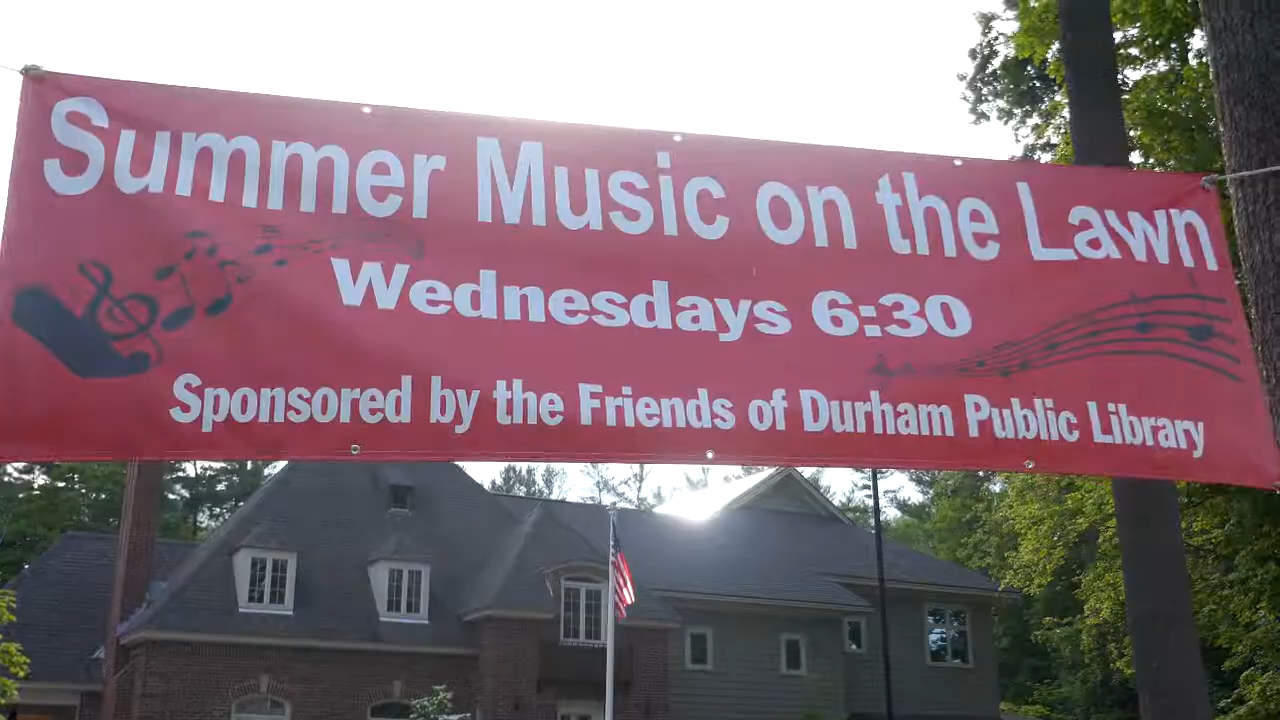 Summer Music on the Lawn
Wednesdays 6:30
Sponsored by the Friends of Durham Public Library